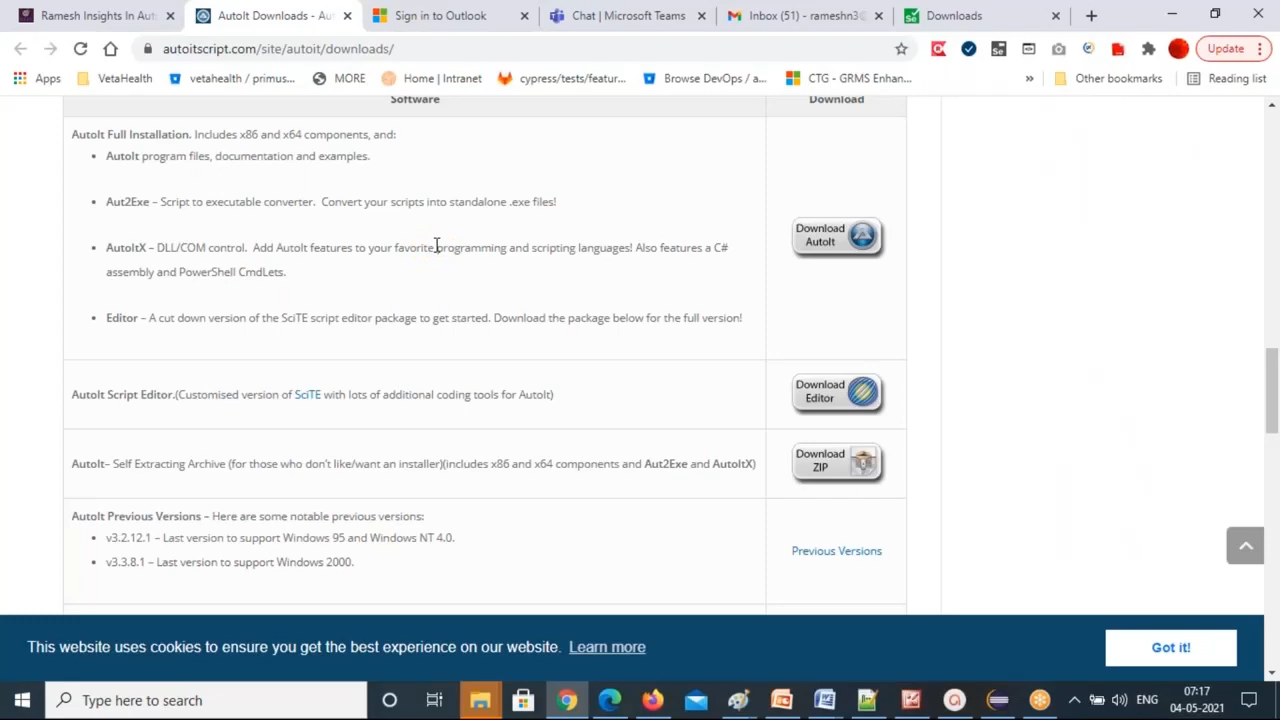 Ramesh Insights In Aut
AutoIt Downloads - Au
Sign in to Outlook
Chat | Microsoft Teams
Inbox (51) - rameshn3@
Downloads
autoitscript.com/site/autoit/downloads/
Update
Apps
VetaHealth
vetahealth / primus...
MORE
Home | Intranet
cypress/tests/featur...
Browse DevOps / a...
CTG - GRMS Enhan...
»
Other bookmarks
Reading list
Software
Download
AutoIt Full Installation. Includes x86 and x64 components, and:
AutoIt program files, documentation and examples.
Aut2Exe – Script to executable converter. Convert your scripts into standalone .exe files!
AutoItX – DLL/COM control. Add AutoIt features to your favorite programming and scripting languages! Also features a C#
assembly and PowerShell CmdLets.
Editor – A cut down version of the SciTE script editor package to get started. Download the package below for the full version!
Download
AutoIt
AutoIt Script Editor.(Customised version of SciTE with lots of additional coding tools for AutoIt)
Download
Editor
AutoIt– Self Extracting Archive (for those who don't like/want an installer)(includes x86 and x64 components and Aut2Exe and AutoItX)
Download
ZIP
AutoIt Previous Versions – Here are some notable previous versions:
v3.2.12.1 – Last version to support Windows 95 and Windows NT 4.0.
v3.3.8.1 – Last version to support Windows 2000.
Previous Versions
This website uses cookies to ensure you get the best experience on our website. Learn more
Got it!
Type here to search
ENG
07:17
04-05-2021